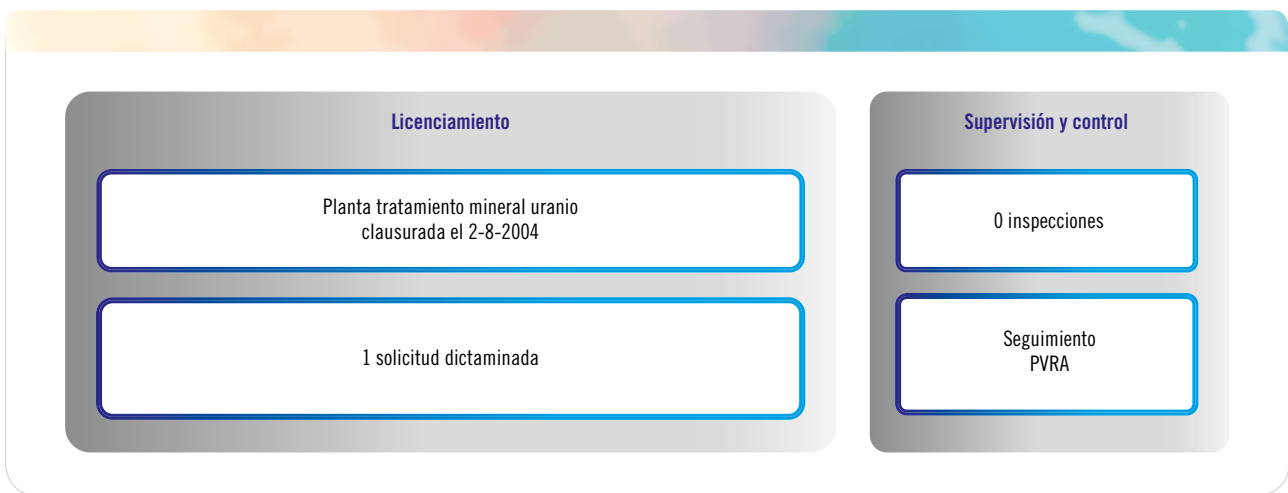 Licenciamiento
Planta tratamiento mineral uranio
clausurada el 2-8-2004
1 solicitud dictaminada
Supervisión y control
0 inspecciones
Seguimiento
PVRA